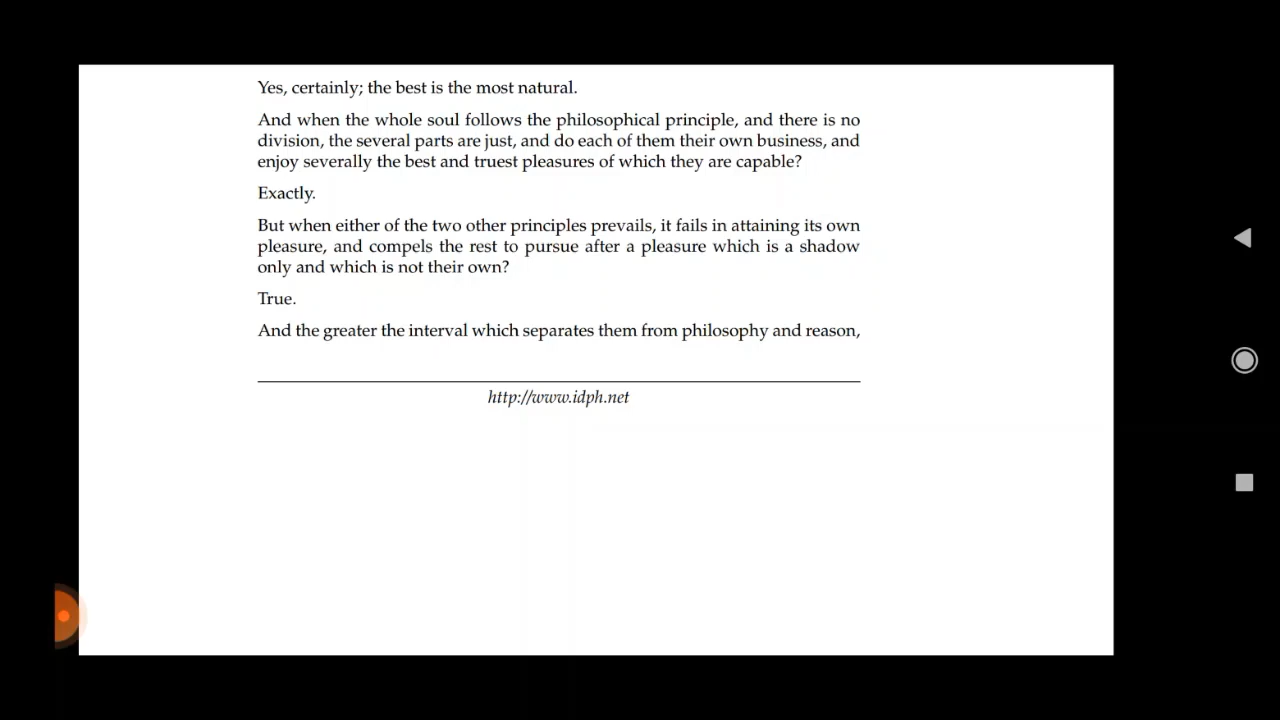 Yes, certainly; the best is the most natural.
And when the whole soul follows the philosophical principle, and there is no
division, the several parts are just, and do each of them their own business, and
enjoy severally the best and truest pleasures of which they are capable?
Exactly.
But when either of the two other principles prevails, it fails in attaining its own
pleasure, and compels the rest to pursue after a pleasure which is a shadow
only and which is not their own?
True.
And the greater the interval which separates them from philosophy and reason,
http://www.idph.net